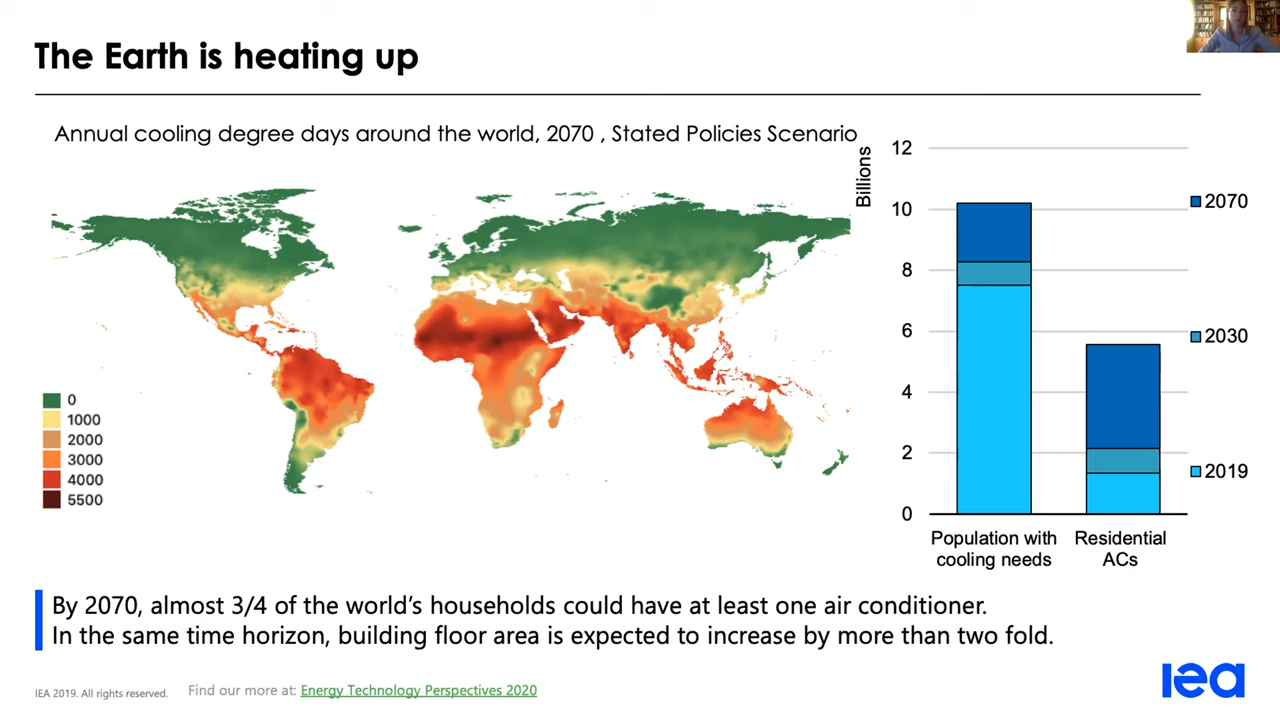 The Earth is heating up
Annual cooling degree days around the world, 2070 , Stated Policies Scenario
0
1000
2000
3000
4000
5500
Billions
12
10
8
6
4
2
0
Population with
cooling needs
Residential
ACs
2070
2030
2019
By 2070, almost 3/4 of the world’s households could have at least one air conditioner.
In the same time horizon, building floor area is expected to increase by more than two fold.
IEA 2019. All rights reserved.
Find our more at: Energy Technology Perspectives 2020
iea